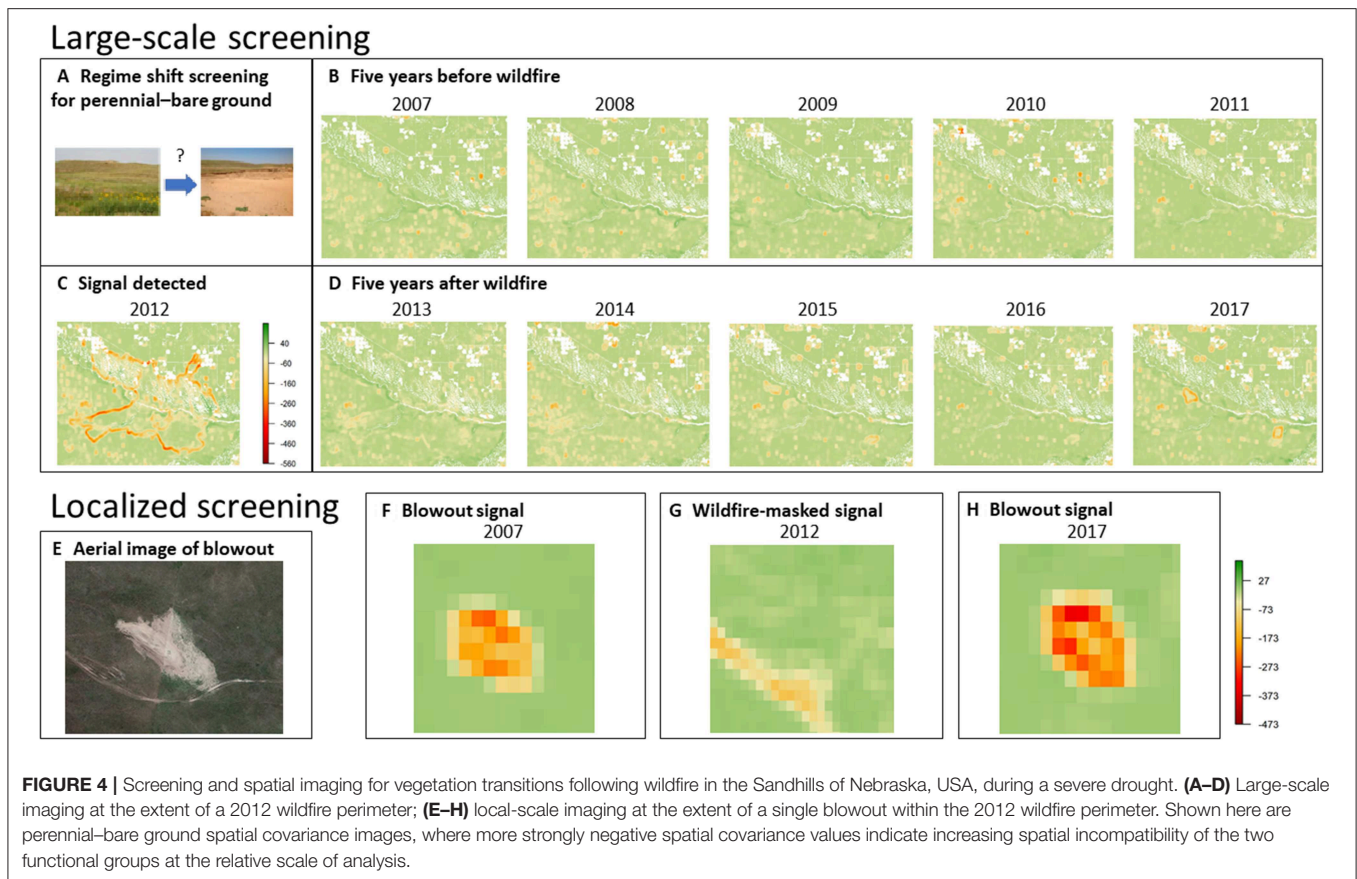 Large-scale screening
A Regime shift screening
for perennial–bare ground
?
B Five years before wildfire
2007 2008 2009 2010 2011
C Signal detected
2012
40
-60
-160
-260
-360
-460
-560
D Five years after wildfire
2013 2014 2015 2016 2017
Localized screening
E Aerial image of blowout
F Blowout signal
2007
G Wildfire-masked signal
2012
H Blowout signal
2017
27
-73
-173
-273
-373
-473
FIGURE 4 | Screening and spatial imaging for vegetation transitions following wildfire in the Sandhills of Nebraska, USA, during a severe drought. (A–D) Large-scale
imaging at the extent of a 2012 wildfire perimeter; (E–H) local-scale imaging at the extent of a single blowout within the 2012 wildfire perimeter. Shown here are
perennial–bare ground spatial covariance images, where more strongly negative spatial covariance values indicate increasing spatial incompatibility of the two
functional groups at the relative scale of analysis.